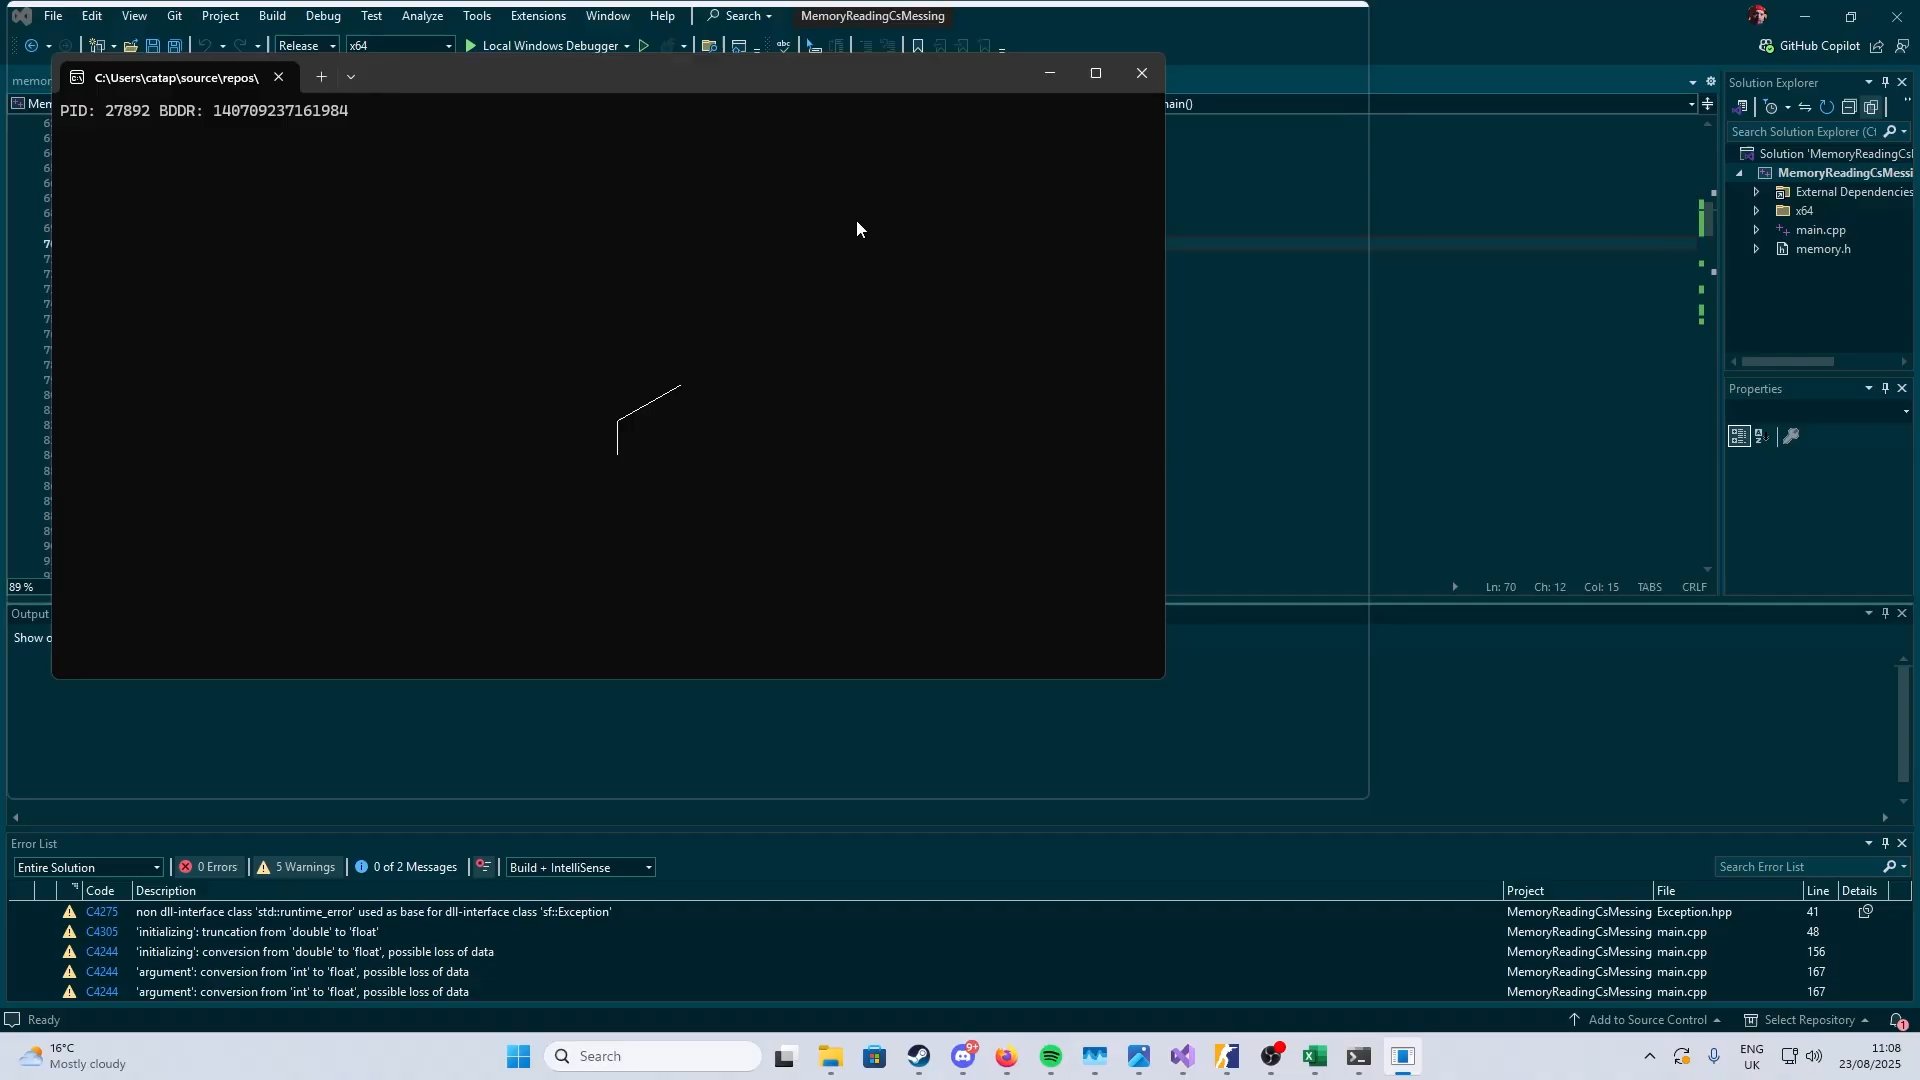 File Edit View Git Project Build Debug Test Analyze Tools Extensions Window Help Search MemoryReadingCsMessing
Release x64 Local Windows Debugger GitHub Copilot
C:\Users\catap\source\repos\
PID: 27892 BDDR: 140709237161984
main()
89 %
Ln: 70 Ch: 12 Col: 15 TABS CRLF
Solution Explorer
Search Solution Explorer (Ct
Solution 'MemoryReadingCsM
MemoryReadingCsMessi
External Dependencies
x64
main.cpp
memory.h
Properties
Output
Show o
Error List
Entire Solution 0 Errors 5 Warnings 0 of 2 Messages Build + IntelliSense Search Error List
Code Description Project File Line Details
C4275 non dll-interface class 'std::runtime_error' used as base for dll-interface class 'sf::Exception' MemoryReadingCsMessing Exception.hpp 41
C4305 'initializing': truncation from 'double' to 'float' MemoryReadingCsMessing main.cpp 48
C4244 'initializing': conversion from 'double' to 'float', possible loss of data MemoryReadingCsMessing main.cpp 156
C4244 'argument': conversion from 'int' to 'float', possible loss of data MemoryReadingCsMessing main.cpp 167
C4244 'argument': conversion from 'int' to 'float', possible loss of data MemoryReadingCsMessing main.cpp 167
Ready Add to Source Control Select Repository 1
16°C
Mostly cloudy
Search
9+
ENG
UK
11:08
23/08/2025